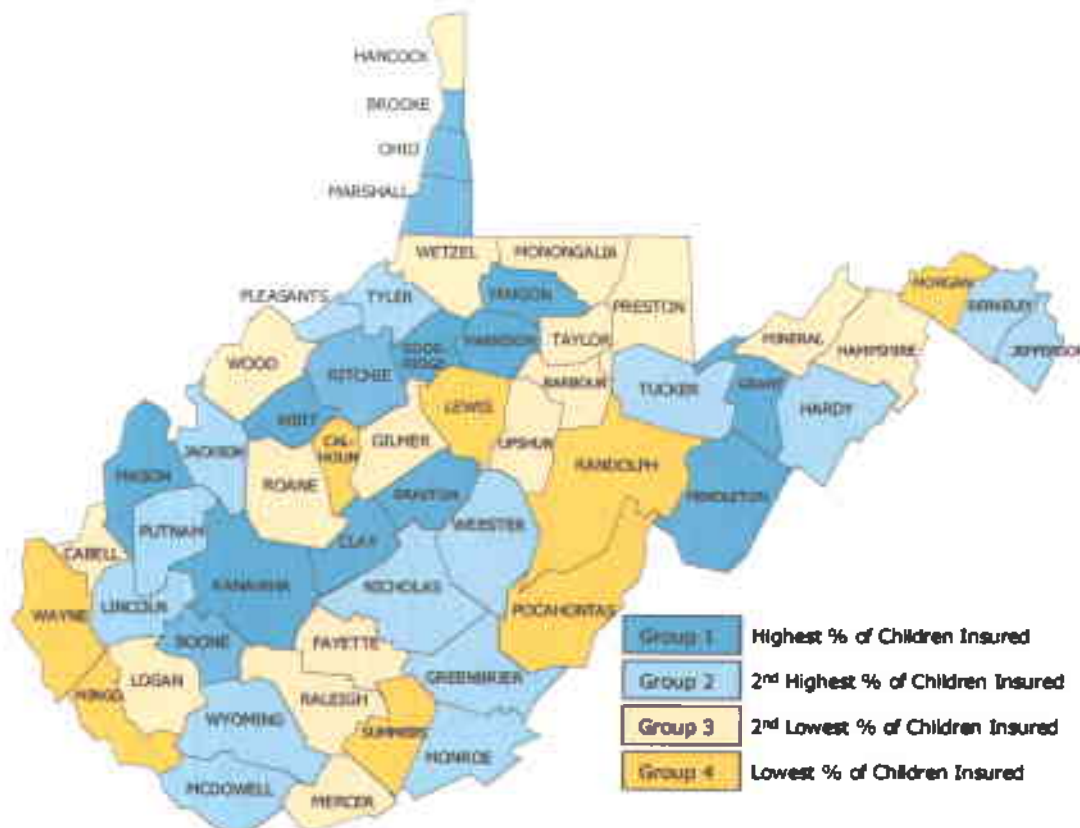 HANCOCK
BROOKE
OHIO
MARSHALL
WETZEL
MONONGALIA
PLEASANTS
TYLER
MARION
PRESTON
MORGAN
BERKELEY
JEFFERSON
MINERAL
HAMPSHIRE
WOOD
RITCHIE
DODD-
RIDGE
HARRISON
TAYLOR
BARBOUR
TUCKER
GRANT
HARDY
WIRT
LEWIS
JACKSON
CAL-
HOUN
GILMER
UPSHUR
RANDOLPH
MASON
ROANE
BRAXTON
PENDLETON
PUTNAM
WEBSTER
CABELL
CLAY
KANAWHA
NICHOLAS
WAYNE
LINCOLN
POCAHONTAS
BOONE
FAYETTE
LOGAN
GREENBRIER
MINGO
RALEIGH
WYOMING
SUMMERS
MONROE
MCDOWELL
MERCER
Group 1 Highest % of Children Insured
Group 2 2nd Highest % of Children Insured
Group 3 2nd Lowest % of Children Insured
Group 4 Lowest % of Children Insured